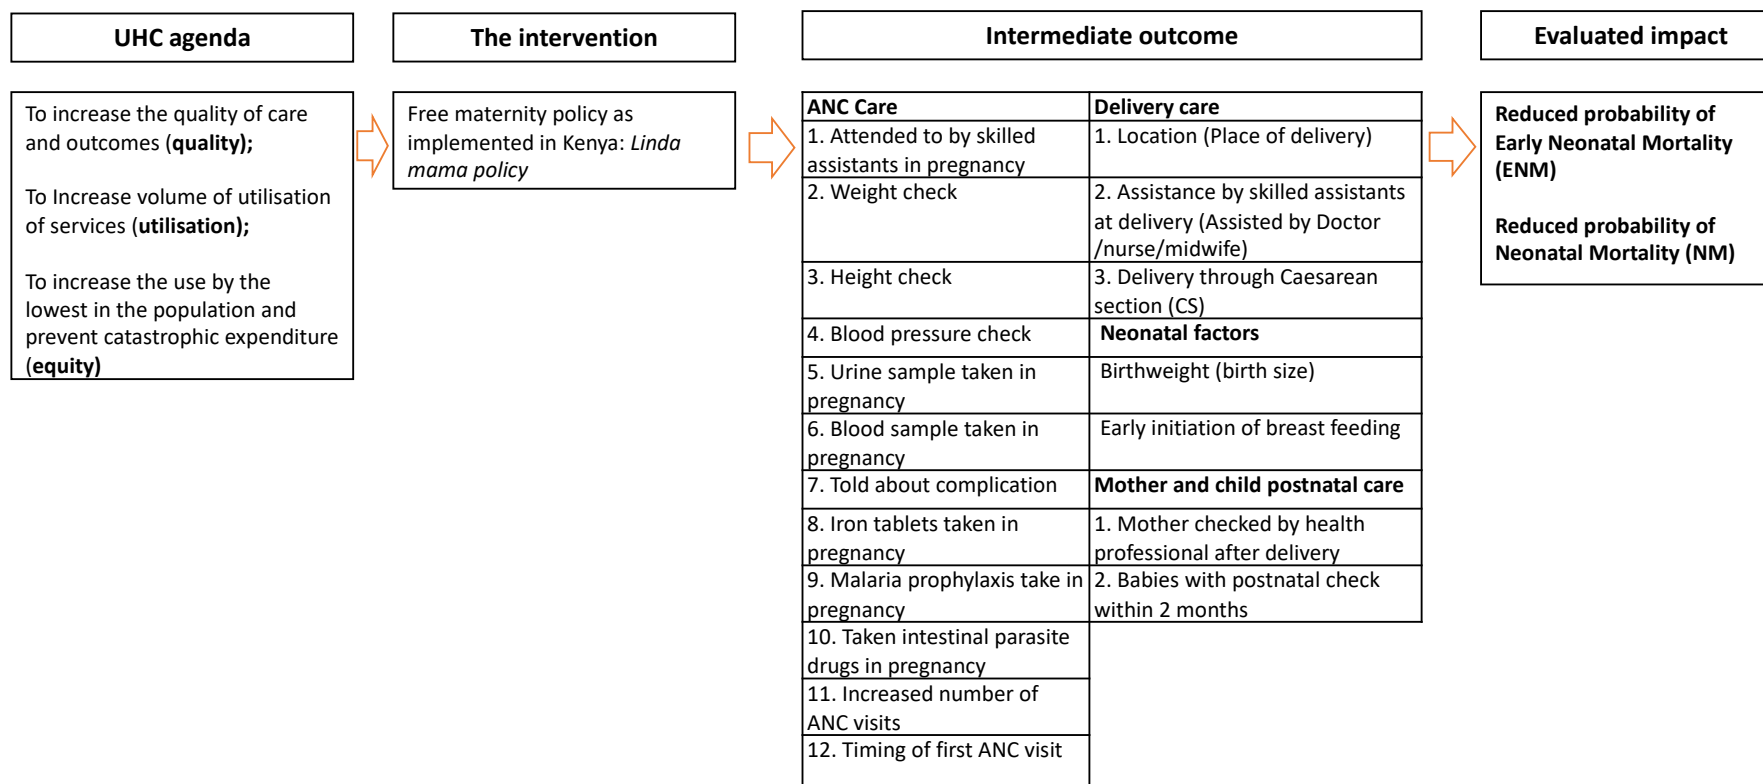 UHC agenda
The intervention
Intermediate outcome
Evaluated impact
To increase the quality of care
and outcomes (quality);
To Increase volume of utilisation
of services (utilisation);
To increase the use by the
lowest in the population and
prevent catastrophic expenditure
(equity)
Free maternity policy as
implemented in Kenya: Linda
mama policy
ANC Care
1. Attended to by skilled
assistants in pregnancy
2. Weight check
3. Height check
4. Blood pressure check
5. Urine sample taken in
pregnancy
6. Blood sample taken in
pregnancy
7. Told about complication
8. Iron tablets taken in
pregnancy
9. Malaria prophylaxis take in
pregnancy
10. Taken intestinal parasite
drugs in pregnancy
11. Increased number of
ANC visits
12. Timing of first ANC visit
Delivery care
1. Location (Place of delivery)
2. Assistance by skilled assistants
at delivery (Assisted by Doctor
/nurse/midwife)
3. Delivery through Caesarean
section (CS)
Neonatal factors
Birthweight (birth size)
Early initiation of breast feeding
Mother and child postnatal care
1. Mother checked by health
professional after delivery
2. Babies with postnatal check
within 2 months
Reduced probability of
Early Neonatal Mortality
(ENM)
Reduced probability of
Neonatal Mortality (NM)